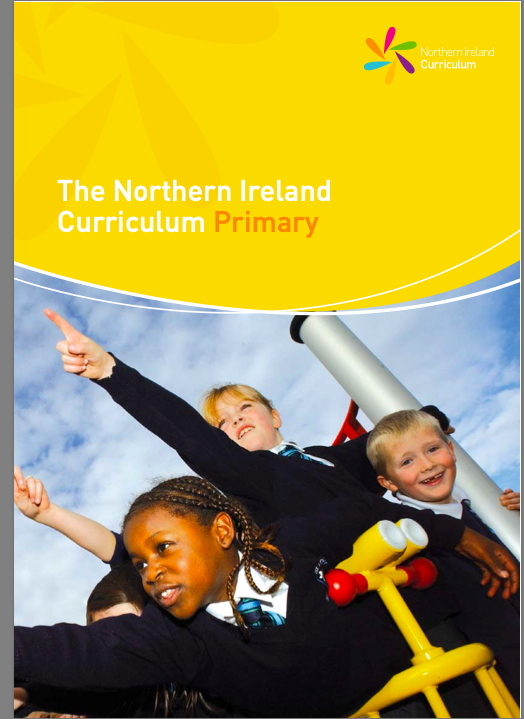 Northern Ireland
Curriculum
The Northern Ireland
Curriculum Primary